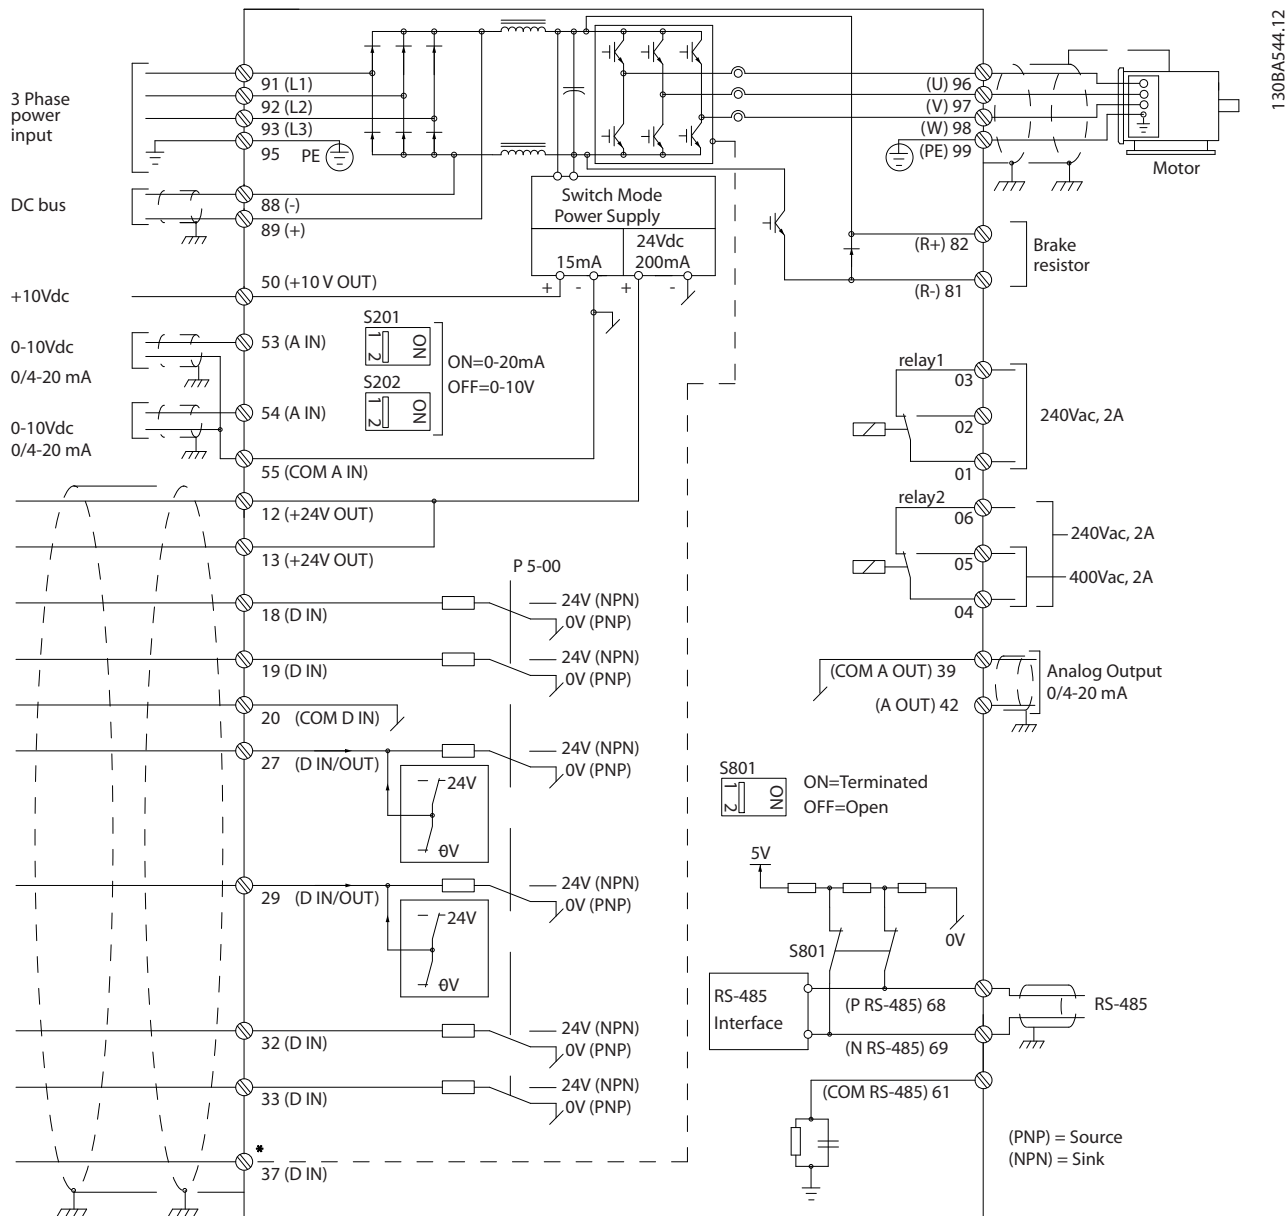 130BA544.12
3 Phase
power
input
91 (L1)
92 (L2)
93 (L3)
95 PE
DC bus
88 (-)
89 (+)
+10Vdc
50 (+10 V OUT)
0-10Vdc
0/4-20 mA
53 (A IN)
0-10Vdc
0/4-20 mA
54 (A IN)
55 (COM A IN)
12 (+24V OUT)
13 (+24V OUT)
18 (D IN)
19 (D IN)
20 (COM D IN)
27 (D IN/OUT)
24V
0V
29 (D IN/OUT)
24V
0V
32 (D IN)
33 (D IN)
*
37 (D IN)
Switch Mode
Power Supply
24Vdc
15mA 200mA
+ - + -
S201
1 2 ON
S202
1 2 ON
ON=0-20mA
OFF=0-10V
P 5-00
24V (NPN)
0V (PNP)
24V (NPN)
0V (PNP)
24V (NPN)
0V (PNP)
24V (NPN)
0V (PNP)
24V (NPN)
0V (PNP)
24V (NPN)
0V (PNP)
(U) 96
(V) 97
(W) 98
(PE) 99
Motor
(R+) 82
Brake
resistor
(R-) 81
relay1
03
02
01
240Vac, 2A
relay2
06
05
04
240Vac, 2A
400Vac, 2A
(COM A OUT) 39
(A OUT) 42
Analog Output
0/4-20 mA
S801
1 2 ON
ON=Terminated
OFF=Open
5V
0V
S801
RS-485
Interface
(P RS-485) 68
(N RS-485) 69
RS-485
(COM RS-485) 61
(PNP) = Source
(NPN) = Sink